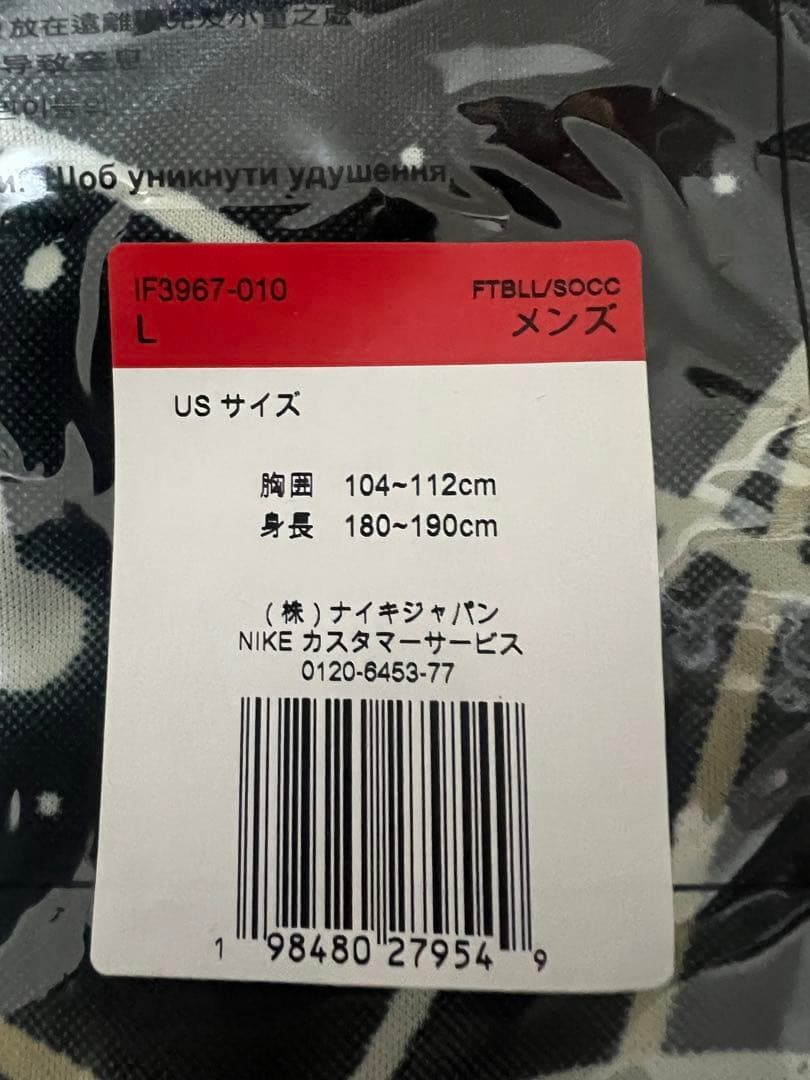 放在遠離
導致窒息
Щоб уникнути удушення,
IF3967-010
FTBLL/SOCC
L
メンズ
US サイズ
胸囲 104~112cm
身長 180~190cm
(株)ナイキジャパン
NIKE カスタマーサービス
0120-6453-77
1 98480 27954 9